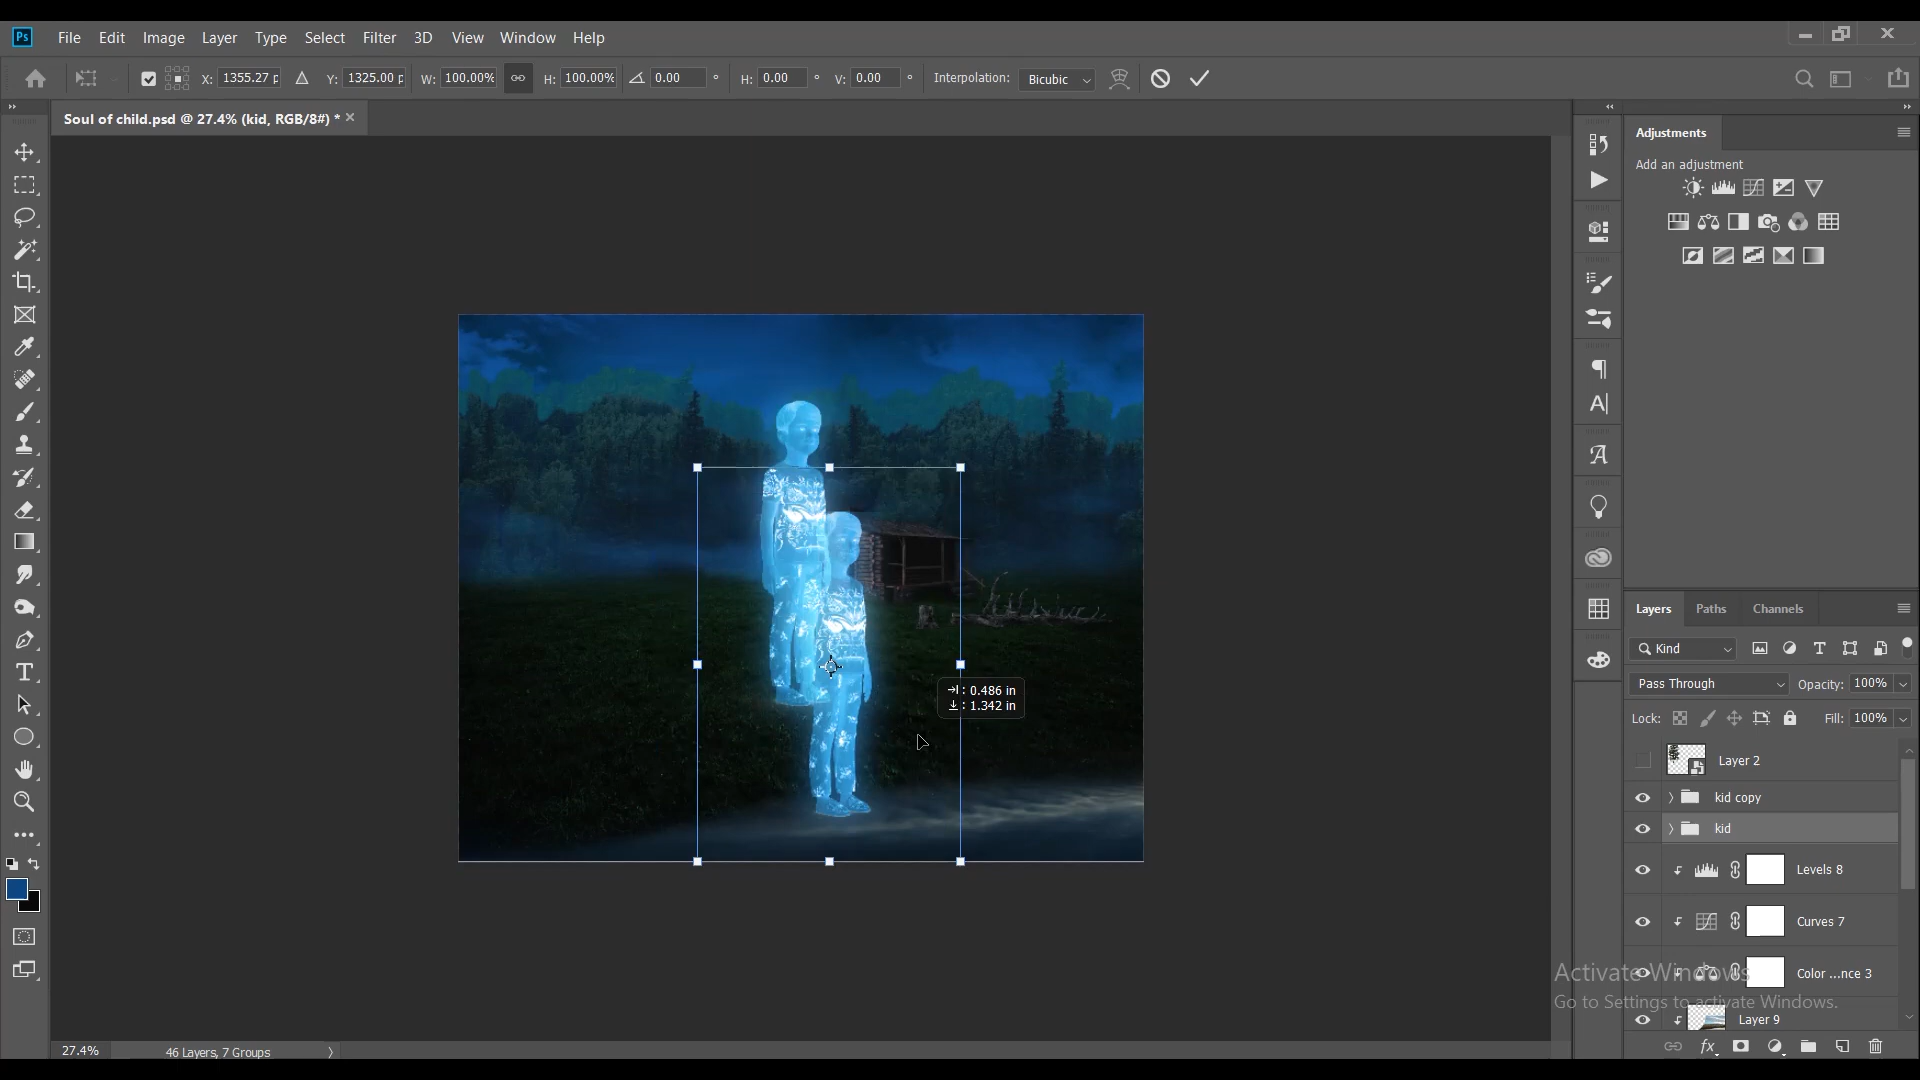 Ps File Edit Image Layer Type Select Filter 3D View Window Help
X: 1355.27 p Y: 1325.00 p W: 100.00% H: 100.00% 0.00 ° H: 0.00 ° V: 0.00 ° Interpolation: Bicubic
Soul of child.psd @ 27.4% (kid, RGB/8#) * ×
Adjustments
Add an adjustment
: 0.486 in
: 1.342 in
Layers Paths Channels
Kind
Pass Through Opacity: 100%
Lock: Fill: 100%
Layer 2
kid copy
kid
Levels 8
Curves 7
Color ...nce 3
Layer 9
Activate Windows
Go to Settings to activate Windows.
27.4% 46 Layers, 7 Groups